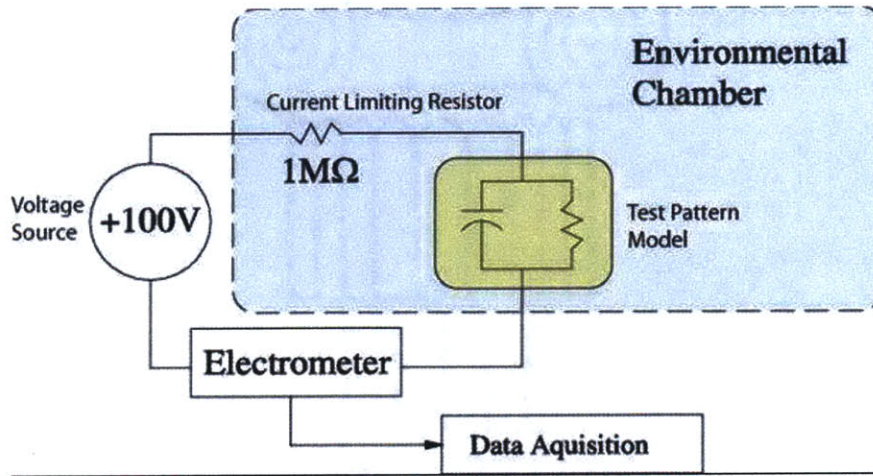 Environmental
Chamber
Current Limiting Resistor
1MΩ
Voltage
Source
+100V
Test Pattern
Model
Electrometer
Data Aquisition